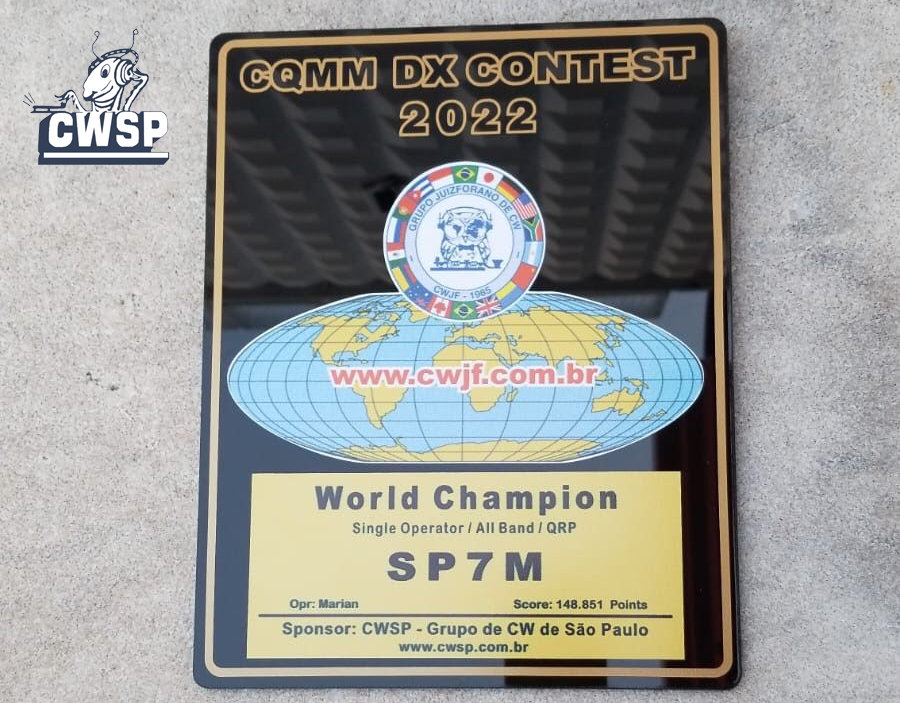 CWSP
CQMM DX CONTEST
2022
GRUPO JUIZFORANO DE CW
CWJF - 1985
www.cwjf.com.br
World Champion
Single Operator / All Band / QRP
SP7M
Opr: Marian
Score: 148.851 Points
Sponsor: CWSP - Grupo de CW de São Paulo
www.cwsp.com.br